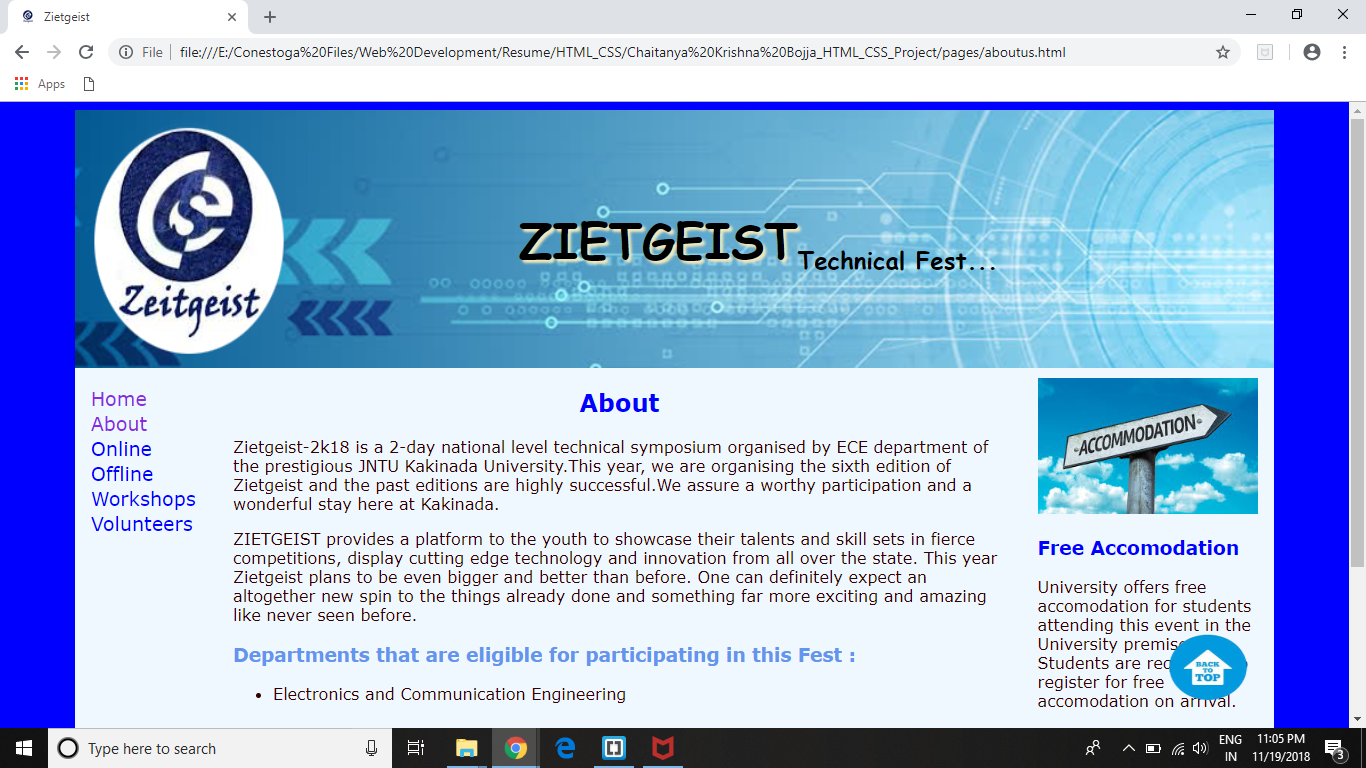 Zietgeist
File
file:///E:/Conestoga%20Files/Web%20Development/Resume/HTML_CSS/Chaitanya%20Krishna%20Bojja_HTML_CSS_Project/pages/aboutus.html
Apps
Zeitgeist
ZIETGEIST Technical Fest...
Home
About
Online
Offline
Workshops
Volunteers
About
Zietgeist-2k18 is a 2-day national level technical symposium organised by ECE department of
the prestigious JNTU Kakinada University.This year, we are organising the sixth edition of
Zietgeist and the past editions are highly successful.We assure a worthy participation and a
wonderful stay here at Kakinada.
ZIETGEIST provides a platform to the youth to showcase their talents and skill sets in fierce
competitions, display cutting edge technology and innovation from all over the state. This year
Zietgeist plans to be even bigger and better than before. One can definitely expect an
altogether new spin to the things already done and something far more exciting and amazing
like never seen before.
Departments that are eligible for participating in this Fest :
• Electronics and Communication Engineering
ACCOMMODATION
Free Accomodation
University offers free
accomodation for students
attending this event in the
University
Students are
register for free
accomodation on arrival.
BACK
TO
TOP
Type here to search
ENG
IN
11:05 PM
11/19/2018
3